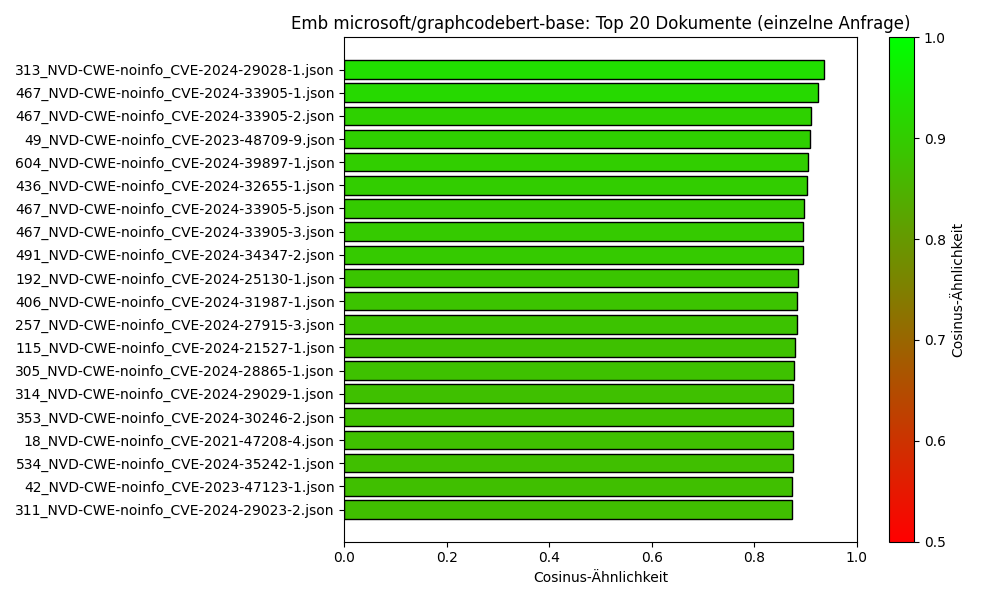 Emb microsoft/graphcodebert-base: Top 20 Dokumente (einzelne Anfrage)
313_NVD-CWE-noinfo_CVE-2024-29028-1.json
467_NVD-CWE-noinfo_CVE-2024-33905-1.json
467_NVD-CWE-noinfo_CVE-2024-33905-2.json
49_NVD-CWE-noinfo_CVE-2023-48709-9.json
604_NVD-CWE-noinfo_CVE-2024-39897-1.json
436_NVD-CWE-noinfo_CVE-2024-32655-1.json
467_NVD-CWE-noinfo_CVE-2024-33905-5.json
467_NVD-CWE-noinfo_CVE-2024-33905-3.json
491_NVD-CWE-noinfo_CVE-2024-34347-2.json
192_NVD-CWE-noinfo_CVE-2024-25130-1.json
406_NVD-CWE-noinfo_CVE-2024-31987-1.json
257_NVD-CWE-noinfo_CVE-2024-27915-3.json
115_NVD-CWE-noinfo_CVE-2024-21527-1.json
305_NVD-CWE-noinfo_CVE-2024-28865-1.json
314_NVD-CWE-noinfo_CVE-2024-29029-1.json
353_NVD-CWE-noinfo_CVE-2024-30246-2.json
18_NVD-CWE-noinfo_CVE-2021-47208-4.json
534_NVD-CWE-noinfo_CVE-2024-35242-1.json
42_NVD-CWE-noinfo_CVE-2023-47123-1.json
311_NVD-CWE-noinfo_CVE-2024-29023-2.json
0.0 0.2 0.4 0.6 0.8 1.0
Cosinus-Ähnlichkeit
1.0
0.9
0.8
0.7
0.6
0.5
Cosinus-Ähnlichkeit